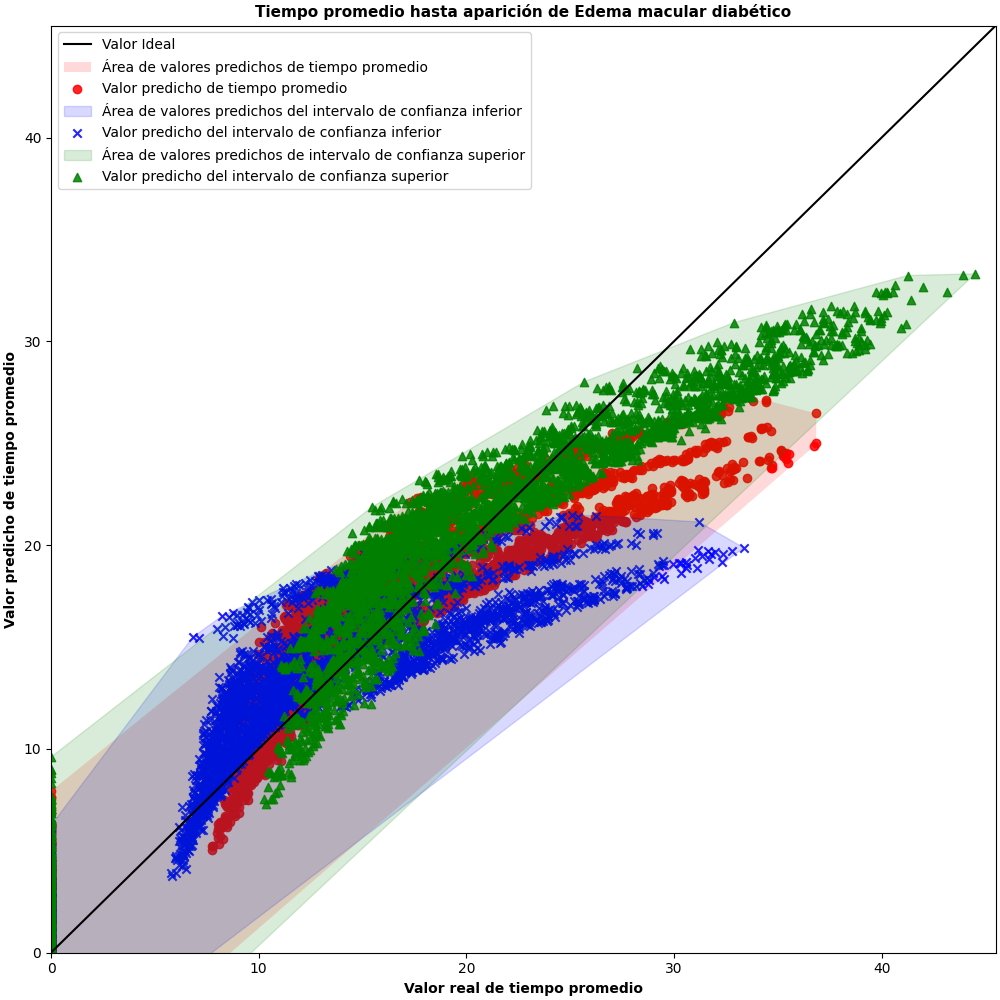 Tiempo promedio hasta aparición de Edema macular diabético
Valor Ideal
Área de valores predichos de tiempo promedio
Valor predicho de tiempo promedio
Área de valores predichos del intervalo de confianza inferior
Valor predicho del intervalo de confianza inferior
Área de valores predichos de intervalo de confianza superior
Valor predicho del intervalo de confianza superior
Valor predicho de tiempo promedio
40
30
20
10
0
0 10 20 30 40
Valor real de tiempo promedio